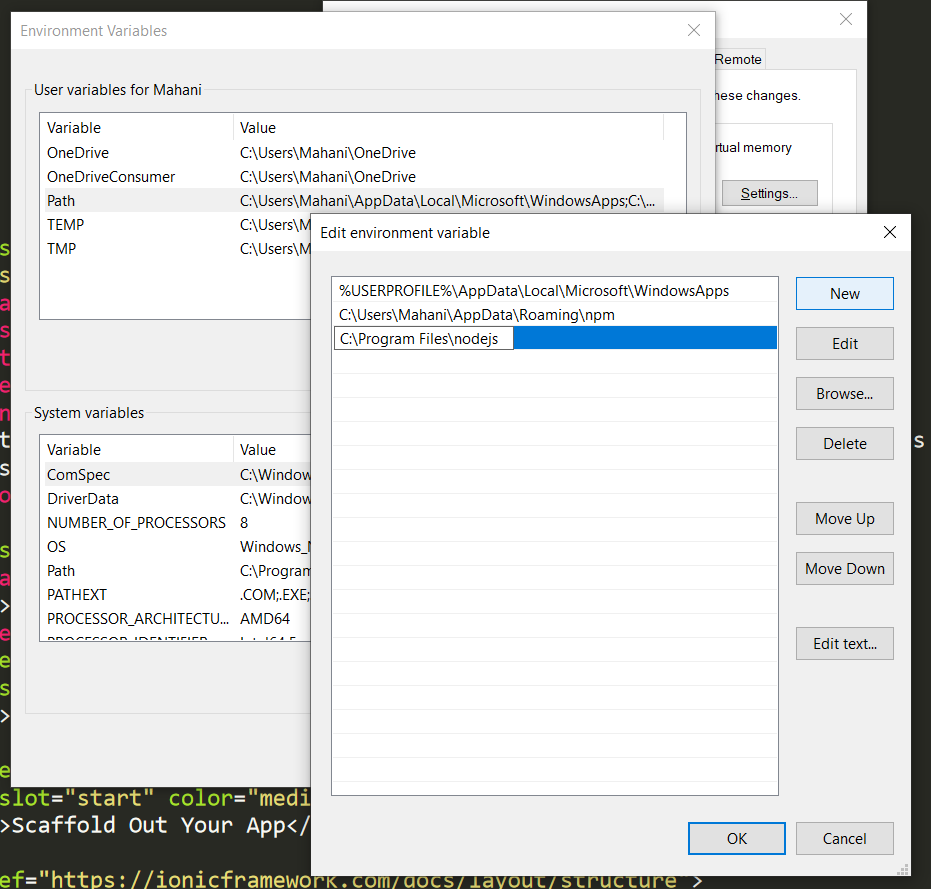 Environment Variables
Remote
User variables for Mahani
hese changes.
Variable Value
OneDrive C:\Users\Mahani\OneDrive
rtual memory
OneDriveConsumer C:\Users\Mahani\OneDrive
Path C:\Users\Mahani\AppData\Local\Microsoft\WindowsApps;C:\...
Settings...
TEMP C:\Users\M
TMP C:\Users\M
Edit environment variable
%USERPROFILE%\AppData\Local\Microsoft\WindowsApps
C:\Users\Mahani\AppData\Roaming\npm
C:\Program Files\nodejs
New
Edit
Browse...
Delete
Move Up
Move Down
Edit text...
OK
Cancel
System variables
Variable Value
ComSpec C:\Window
DriverData C:\Window
NUMBER_OF_PROCESSORS 8
OS Windows_N
Path C:\Program
PATHEXT .COM;.EXE;
PROCESSOR_ARCHITECTU... AMD64
slot="start" color="medi
>Scaffold Out Your App</
ef="https://ionicframework.com/docs/layout/structure">